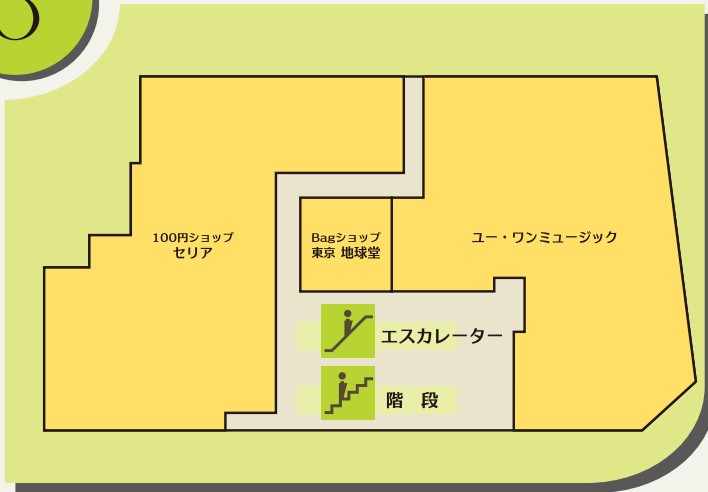 100円ショップ
セリア
Bagショップ
東京 地球堂
ユー・ワンミュージック
エスカレーター
階 段